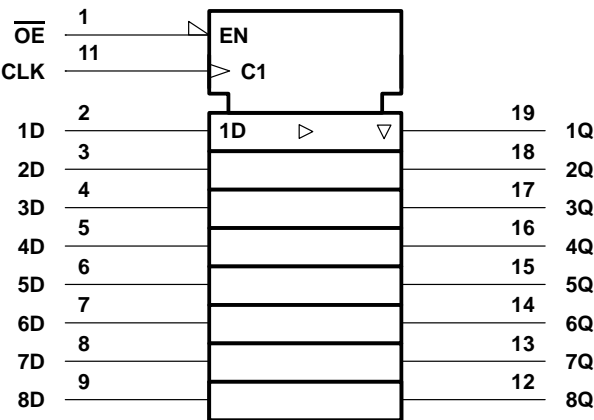 OE 1 EN
CLK 11 C1
1D 2 1D 19 1Q
2D 3 18 2Q
3D 4 17 3Q
4D 5 16 4Q
5D 6 15 5Q
6D 7 14 6Q
7D 8 13 7Q
8D 9 12 8Q